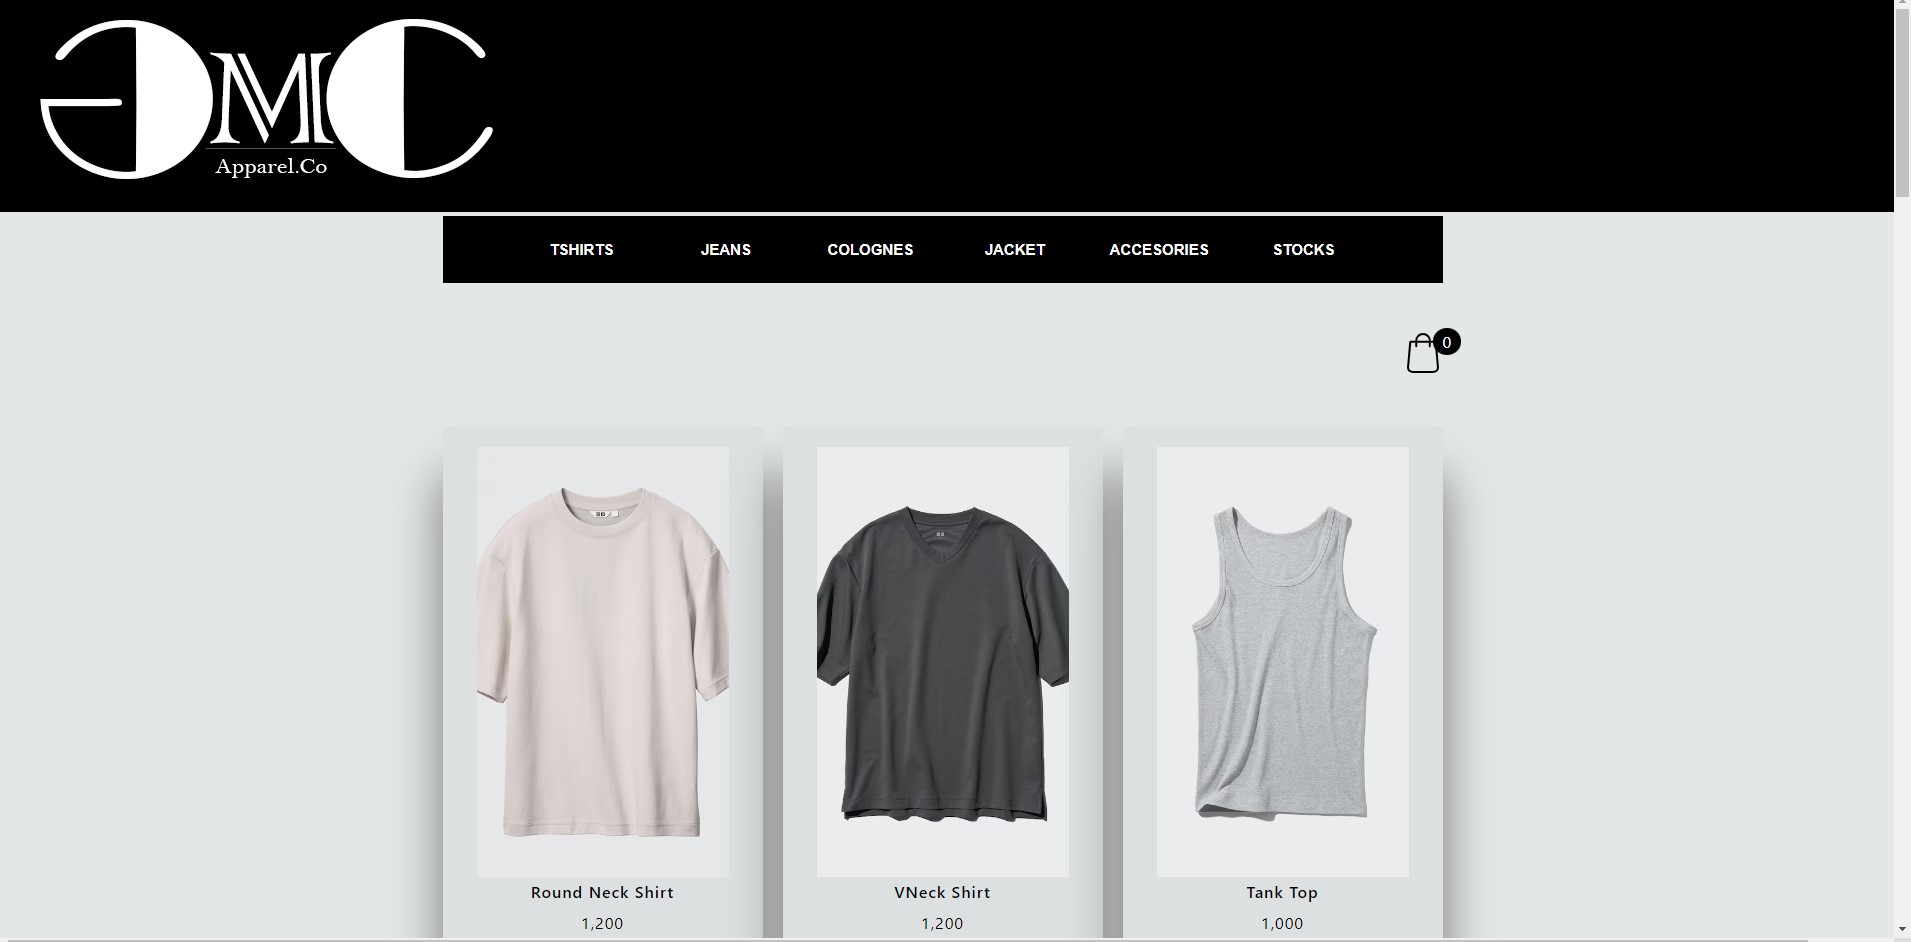 EMC
Apparel.Co
TSHIRTS JEANS COLOGNES JACKET ACCESORIES STOCKS
0
Round Neck Shirt VNeck Shirt Tank Top
1,200 1,200 1,000